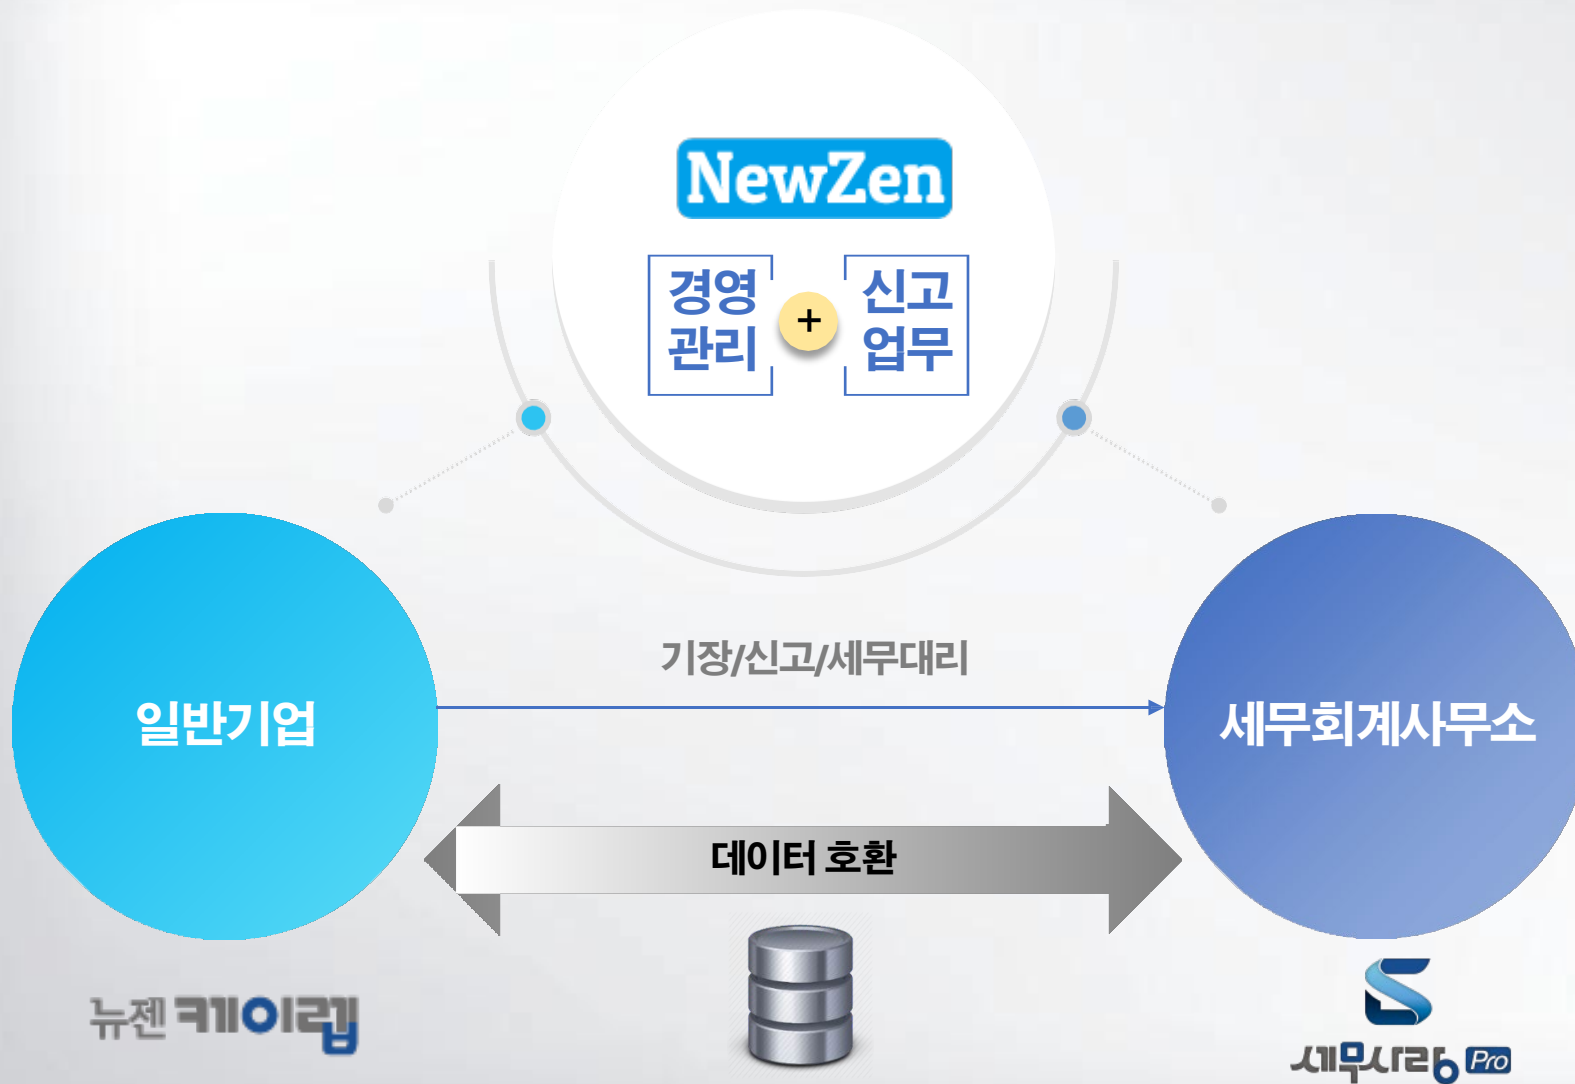 NewZen
경영
관리
+
신고
업무
기장/신고/세무대리
일반기업
세무회계사무소
데이터 호환
뉴젠 케이렙
세무사랑 Pro